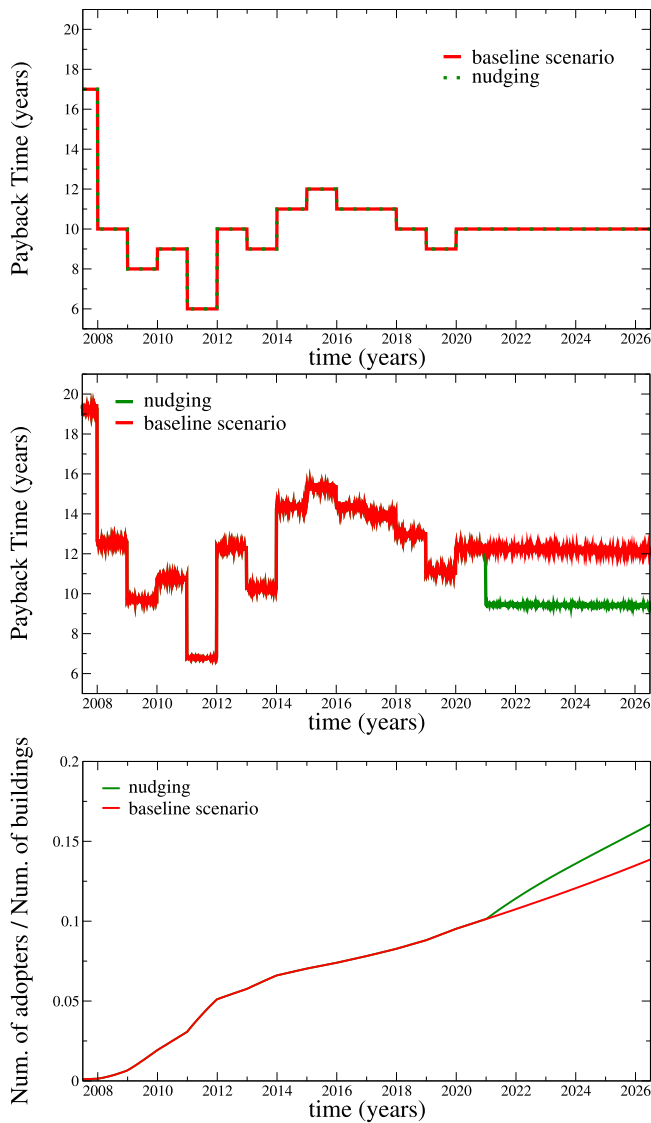 20
18
16
14
12
10
8
6
Payback Time (years)
baseline scenario
nudging
2008 2010 2012 2014 2016 2018 2020 2022 2024 2026
time (years)
20
18
16
14
12
10
8
6
Payback Time (years)
nudging
baseline scenario
2008 2010 2012 2014 2016 2018 2020 2022 2024 2026
time (years)
0.2
0.15
0.1
0.05
0
Num. of adopters / Num. of buildings
nudging
baseline scenario
2008 2010 2012 2014 2016 2018 2020 2022 2024 2026
time (years)